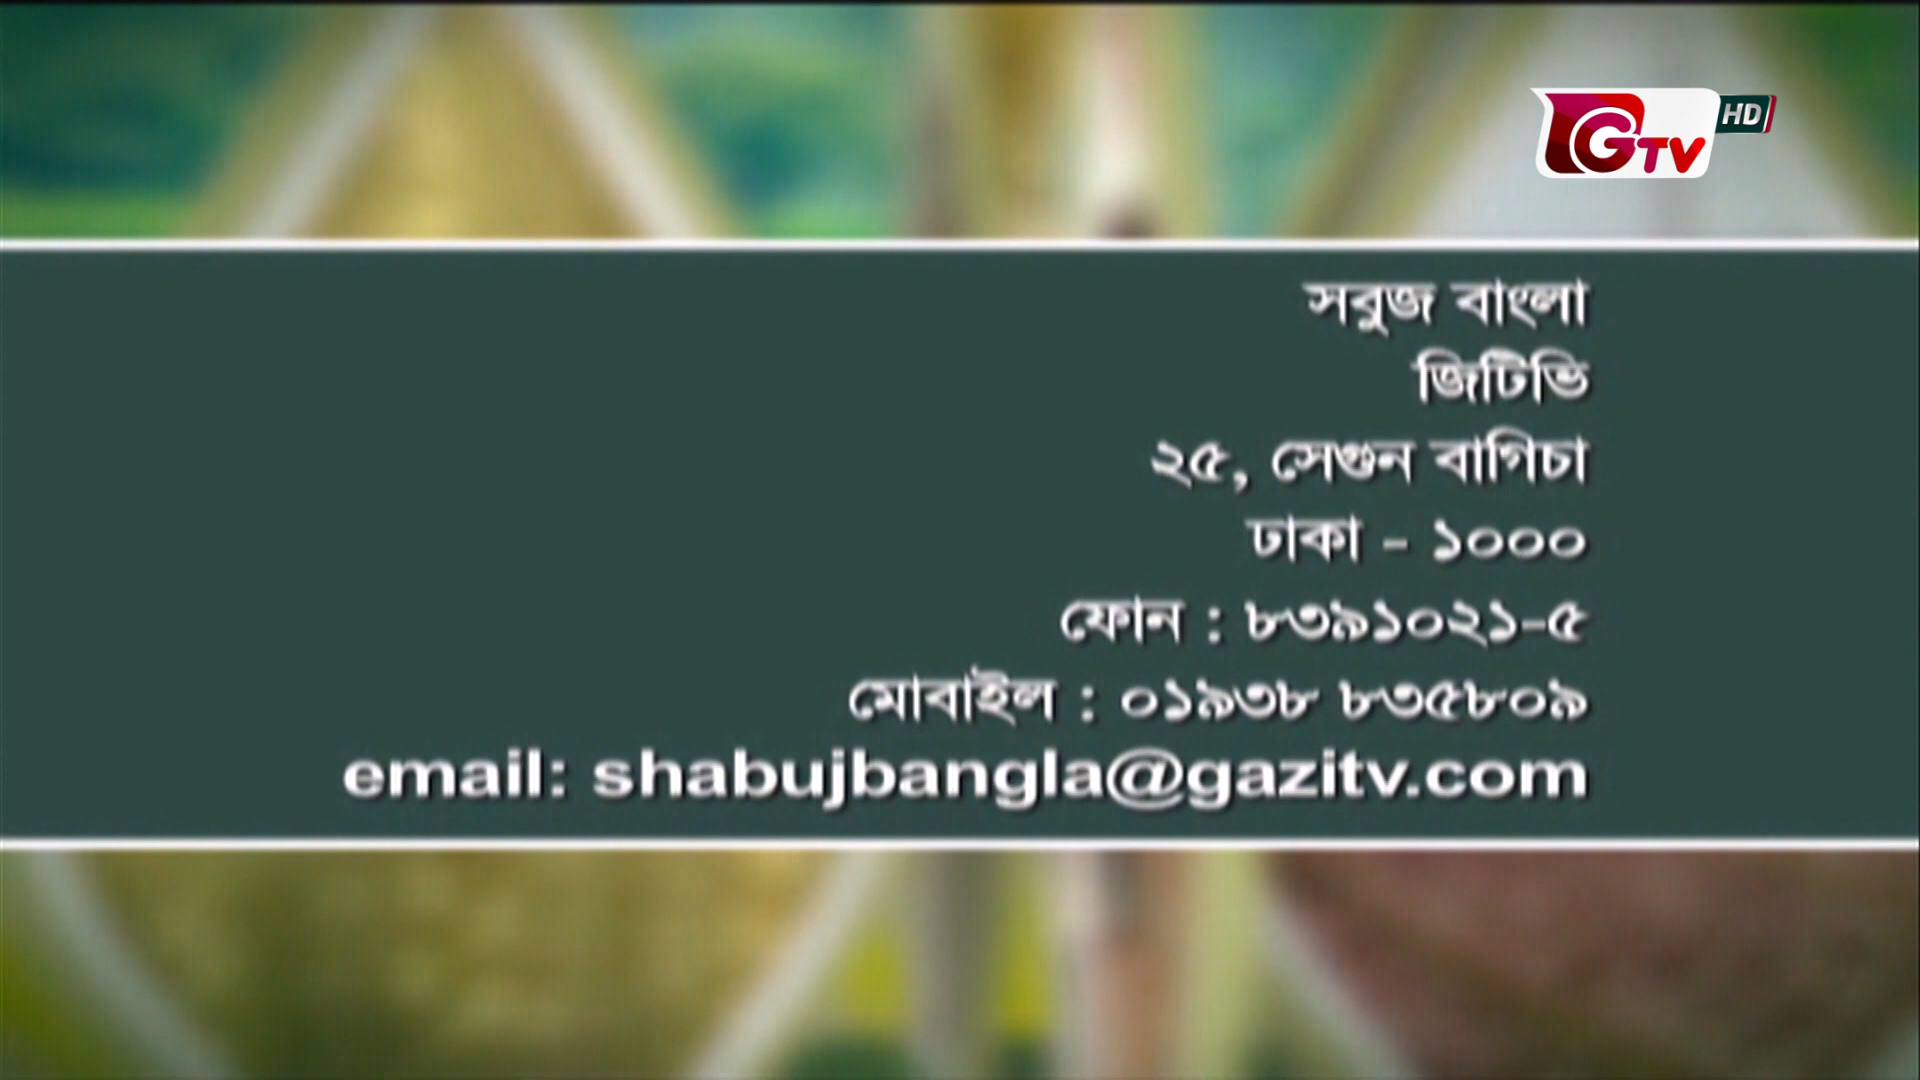 GTV HD
সবুজ বাংলা
জিটিভি
২৫, সেগুন বাগিচা
ঢাকা - ১০০০
ফোন : ৮৩৯১০২১-৫
মোবাইল : ০১৯৩৮ ৮৩৫৮০৯
email: shabujbangla@gazitv.com